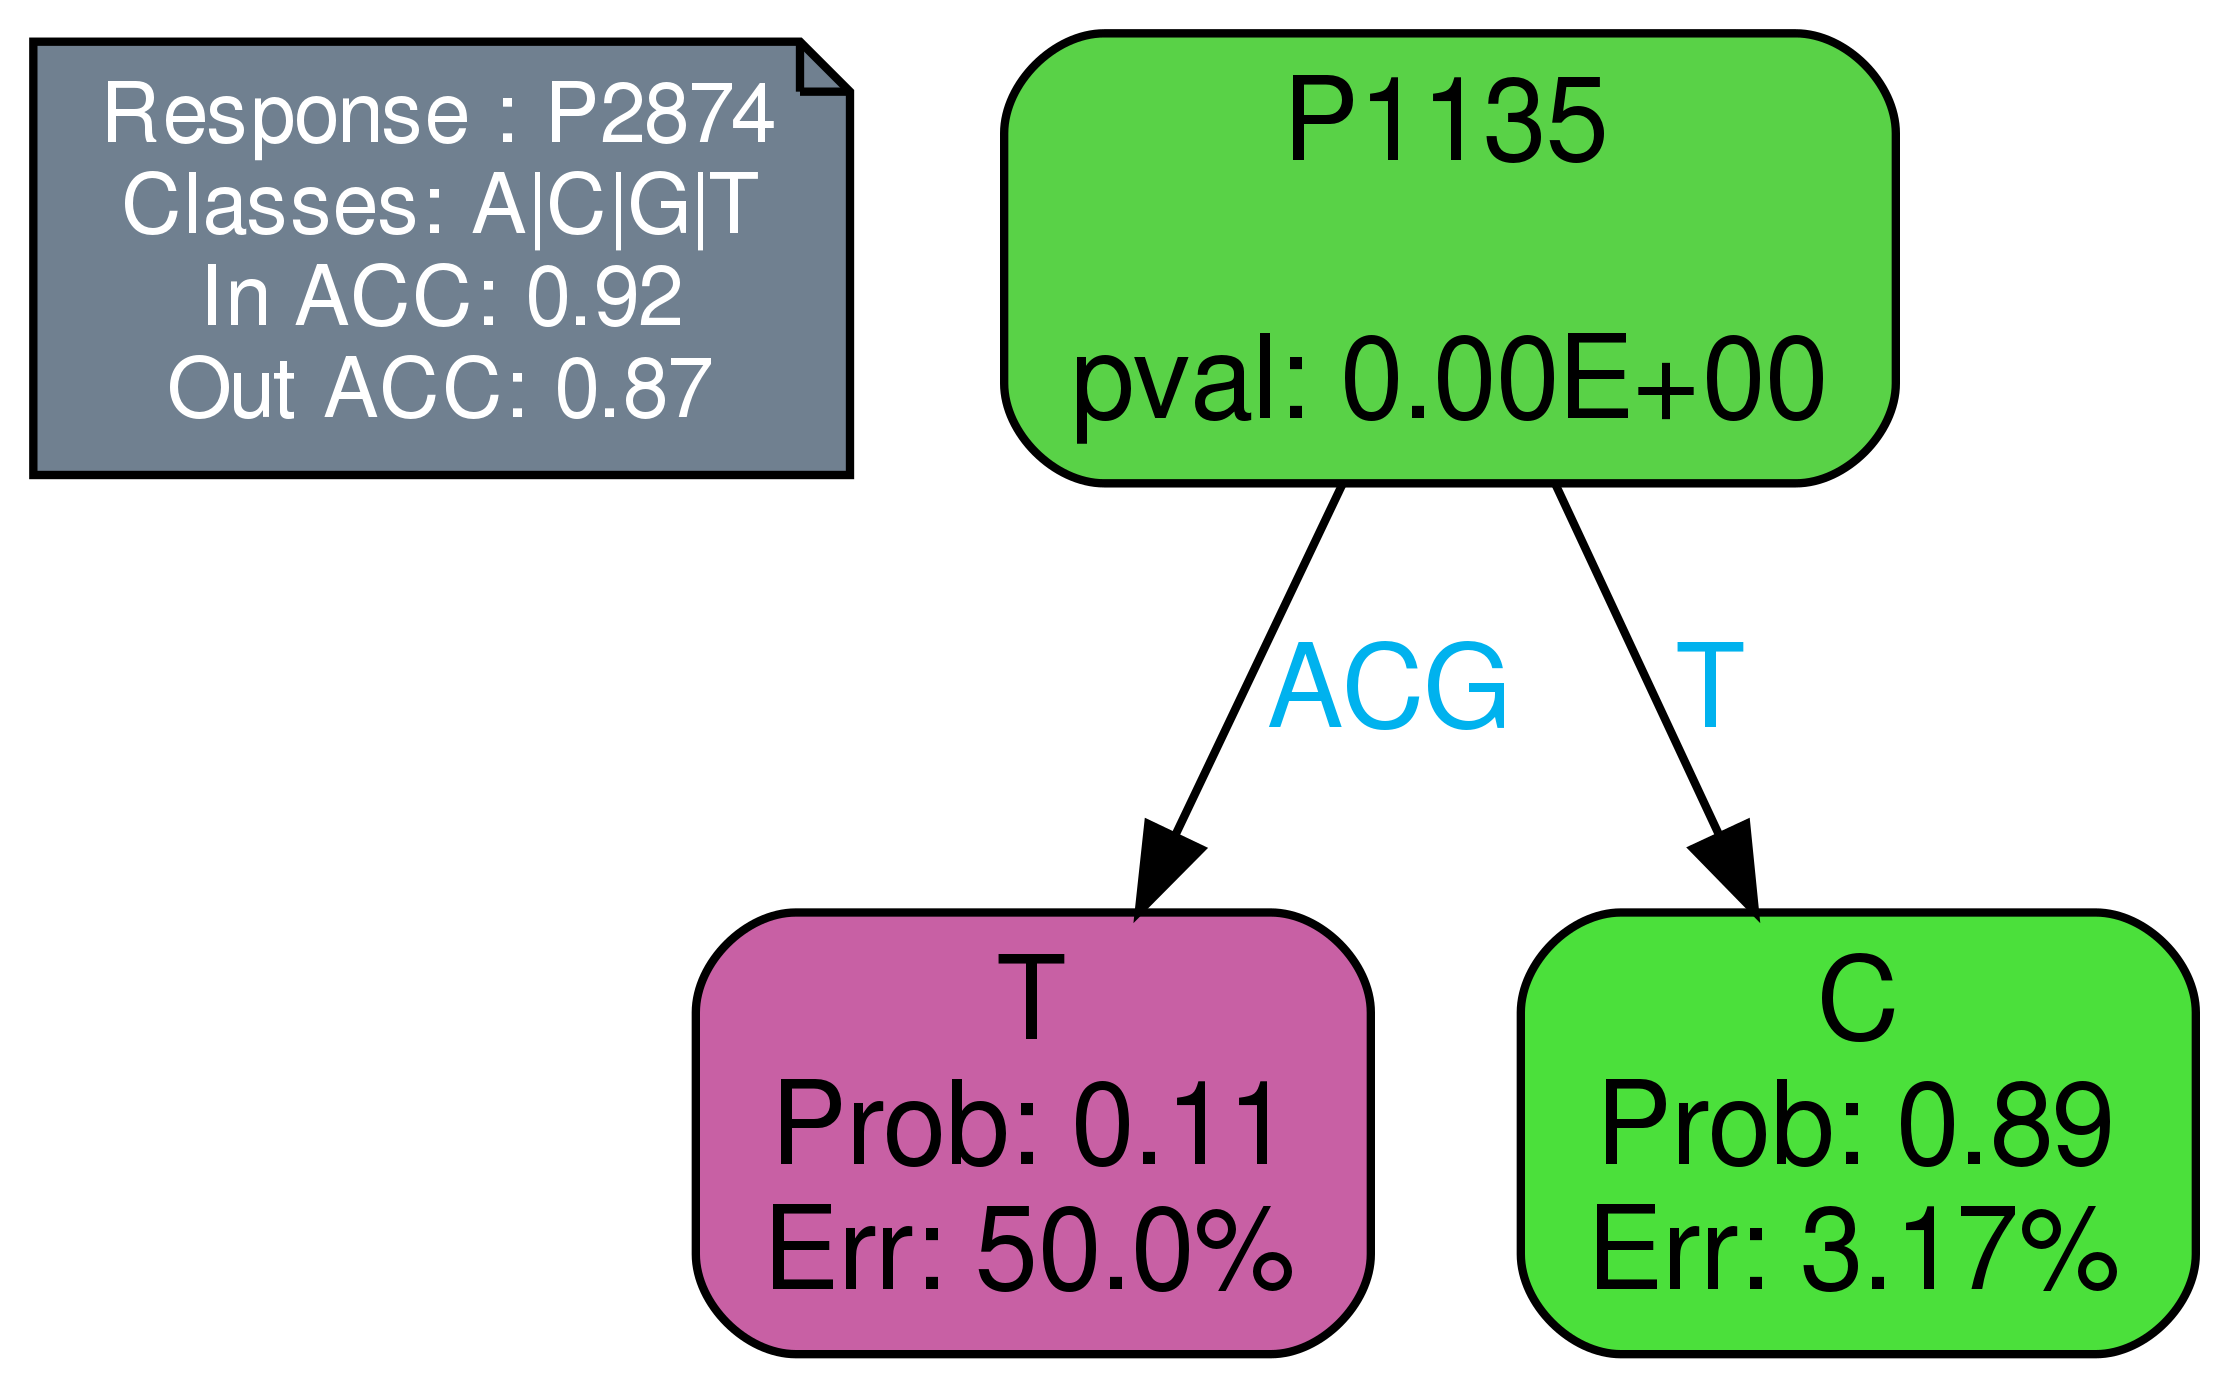 Response : P2874
Classes: A|C|G|T
In ACC: 0.92
Out ACC: 0.87
P1135
pval: 0.00E+00
ACG
T
T
Prob: 0.11
Err: 50.0%
C
Prob: 0.89
Err: 3.17%